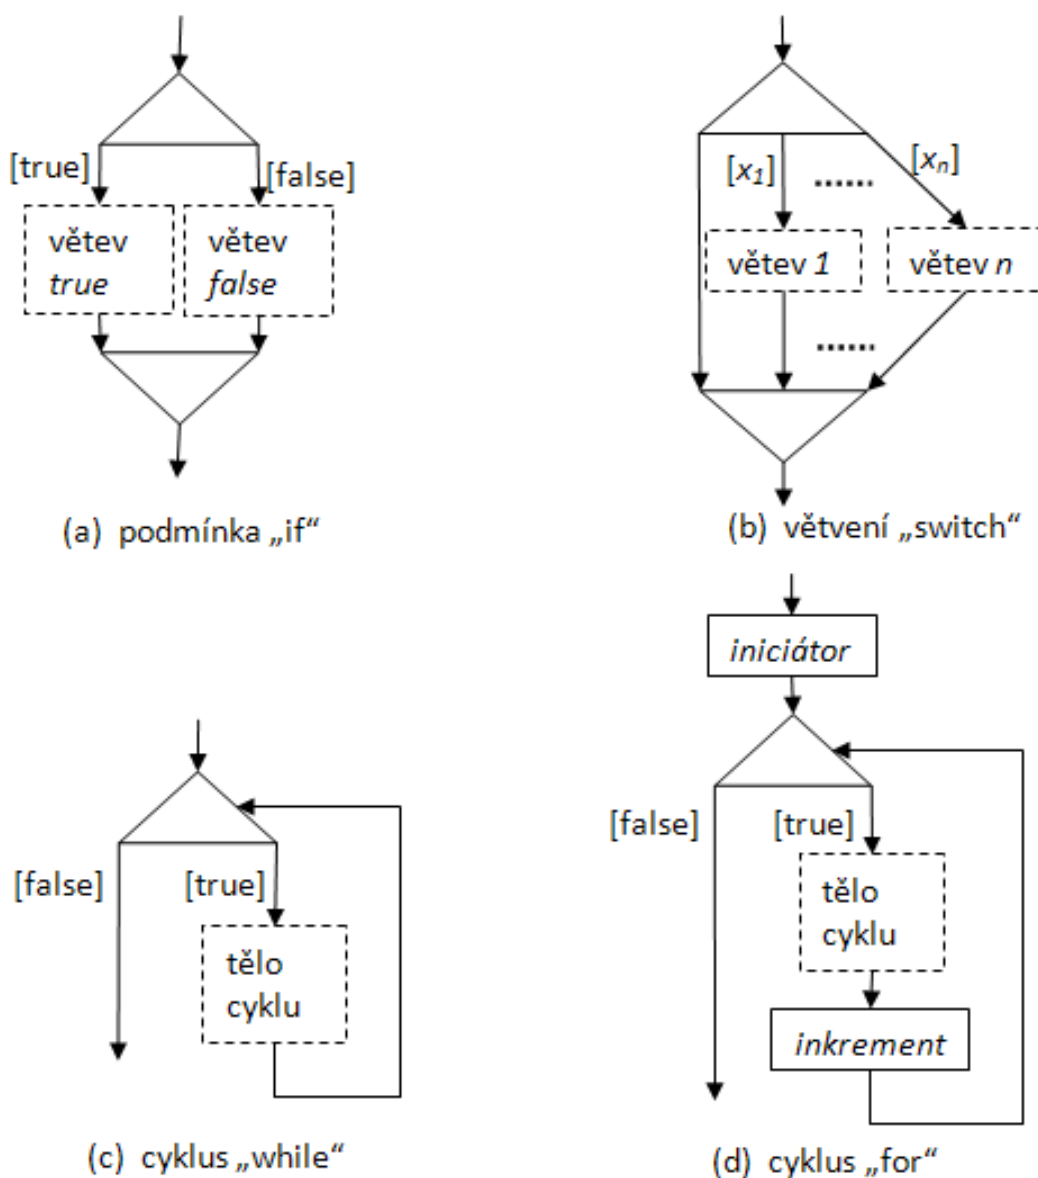 [true]
[false]
větev
true
větev
false
(a) podmínka „if“
[x1]
[xn]
........
větev 1
větev n
........
(b) větvení „switch“
[false]
[true]
tělo
cyklu
(c) cyklus „while“
iniciátor
[false]
[true]
tělo
cyklu
inkrement
(d) cyklus „for“